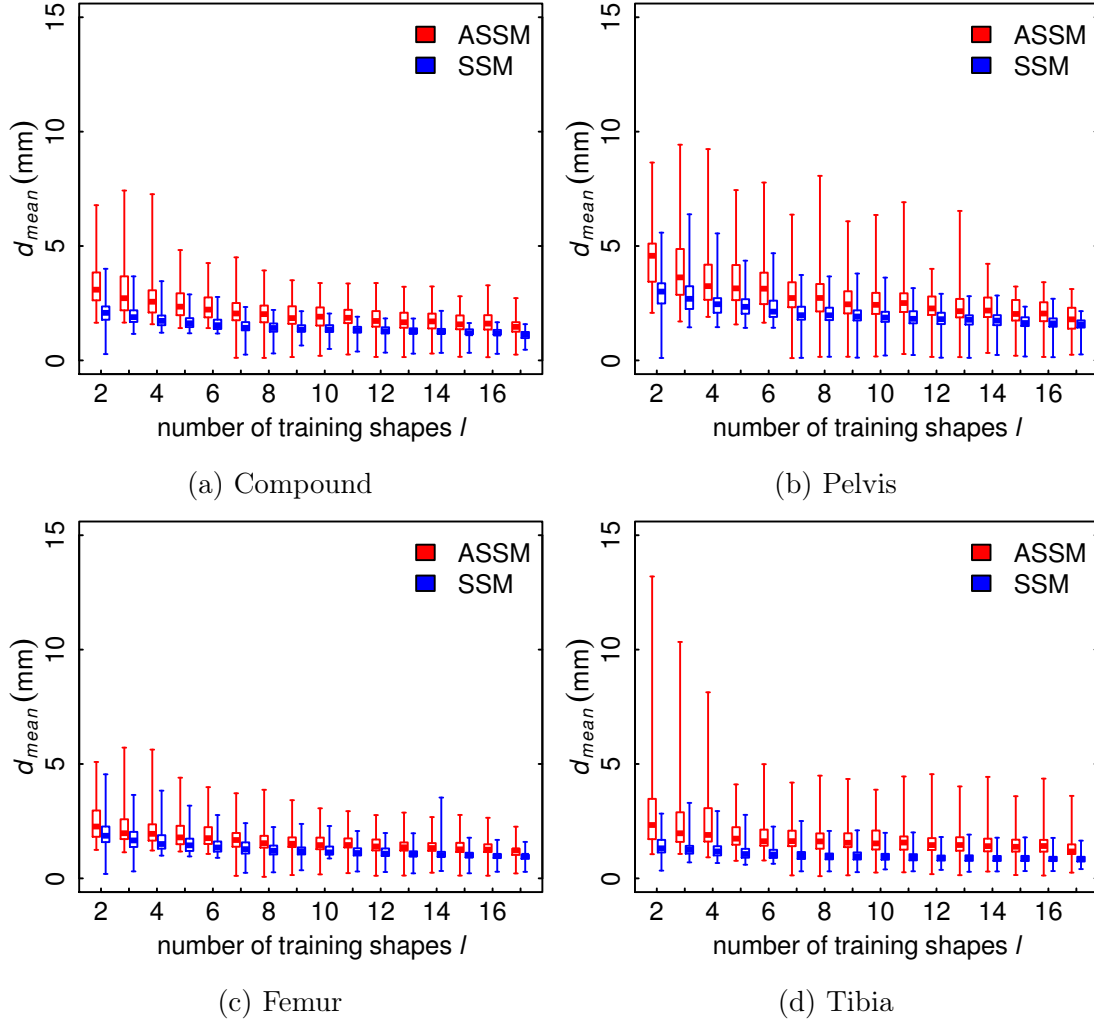 15
10
5
0
d_mean (mm)
ASSM
SSM
2 4 6 8 10 12 14 16
number of training shapes l
(a) Compound
15
10
5
0
d_mean (mm)
ASSM
SSM
2 4 6 8 10 12 14 16
number of training shapes l
(b) Pelvis
15
10
5
0
d_mean (mm)
ASSM
SSM
2 4 6 8 10 12 14 16
number of training shapes l
(c) Femur
15
10
5
0
d_mean (mm)
ASSM
SSM
2 4 6 8 10 12 14 16
number of training shapes l
(d) Tibia